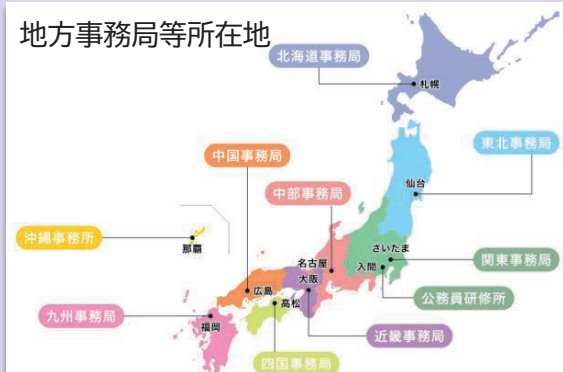 地方事務局等所在地
北海道事務局
札幌
東北事務局
中国事務局
仙台
中部事務局
沖縄事務所
那覇
さいたま
名古屋
関東事務局
入間
大阪
広島
公務員研修所
高松
九州事務局
福岡
近畿事務局
四国事務局